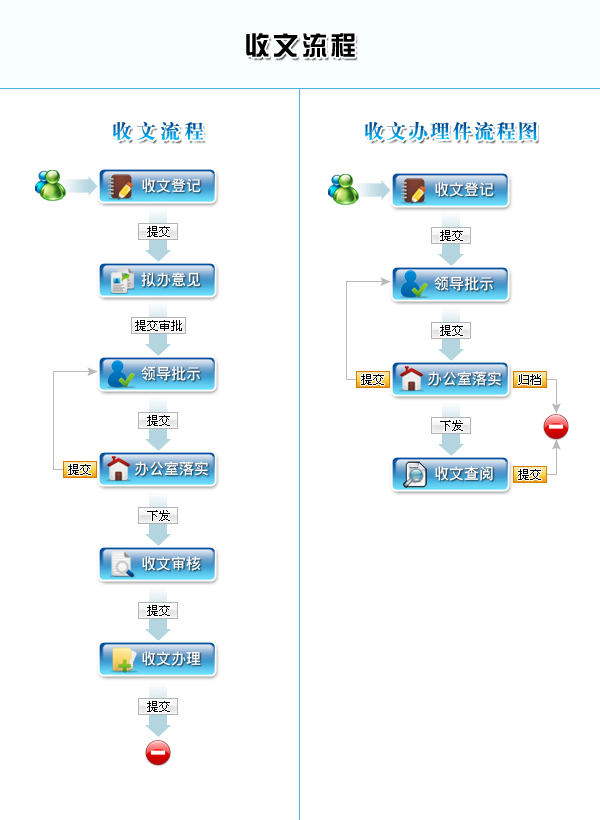 收文流程
收文流程
收文登记
提交
拟办意见
提交审批
领导批示
提交
提交
办公室落实
下发
收文审核
提交
收文办理
提交
收文办理件流程图
收文登记
提交
领导批示
提交
提交
办公室落实
归档
下发
收文查阅
提交